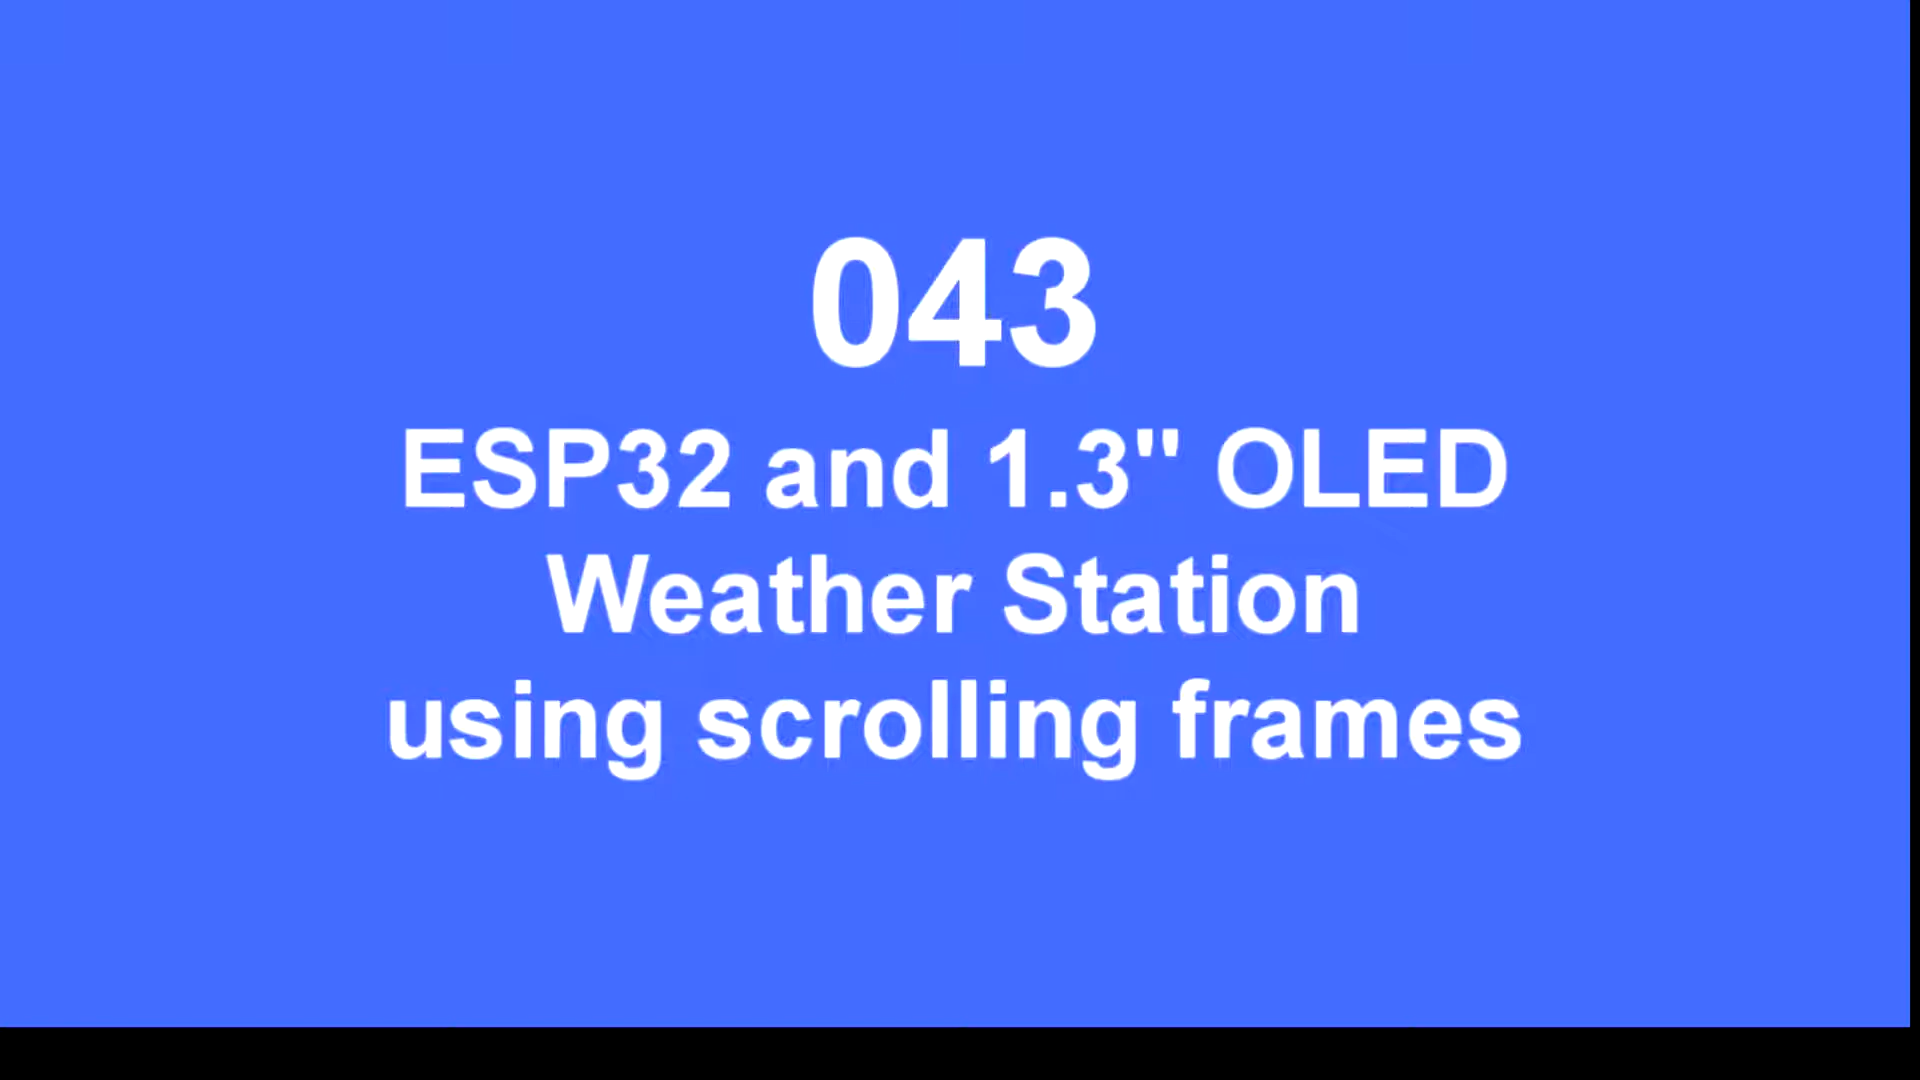 043
ESP32 and 1.3" OLED
Weather Station
using scrolling frames